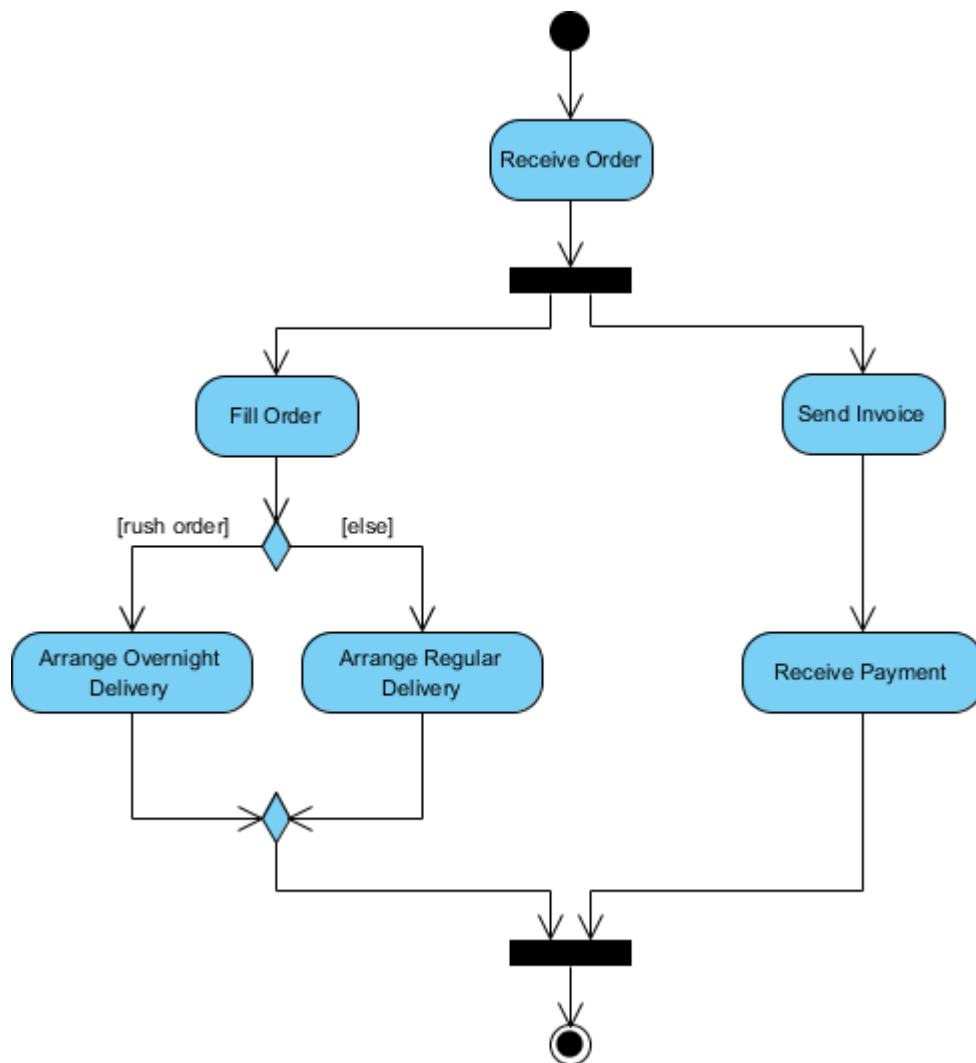 Receive Order
Fill Order
Send Invoice
[rush order]
[else]
Arrange Overnight
Delivery
Arrange Regular
Delivery
Receive Payment